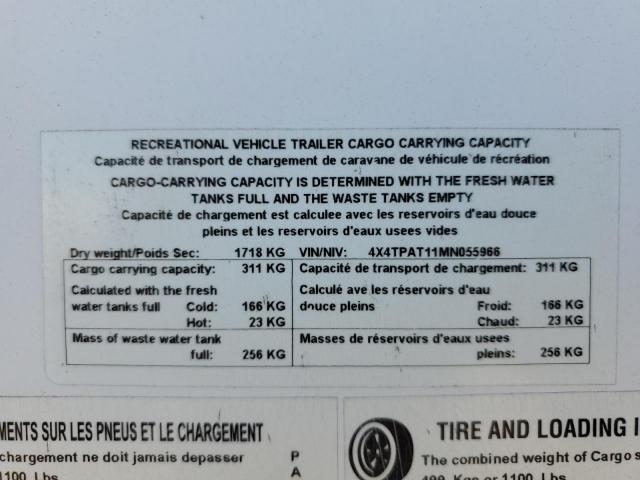 RECREATIONAL VEHICLE TRAILER CARGO CARRYING CAPACITY
Capacité de transport de chargement de caravane de véhicule de récréation
CARGO-CARRYING CAPACITY IS DETERMINED WITH THE FRESH WATER
TANKS FULL AND THE WASTE TANKS EMPTY
Capacité de chargement est calculee avec les reservoirs d'eau douce
pleins et les reservoirs d'eaux usees vides
Dry weight/Poids Sec: 1718 KG VIN/NIV: 4X4TPAT11MN055966
Cargo carrying capacity: 311 KG Capacité de transport de chargement: 311 KG
Calculated with the fresh Calculé ave les réservoirs d'eau
water tanks full Cold: 166 KG douce pleins Froid: 166 KG
Hot: 23 KG Chaud: 23 KG
Mass of waste water tank Masses de réservoirs d'eaux usees
full: 256 KG pleins: 256 KG
MENTS SUR LES PNEUS ET LE CHARGEMENT
chargement ne doit jamais depasser P
1100 Lbs A
TIRE AND LOADING I
The combined weight of Cargo s
499 Kgs or 1100 Lbs